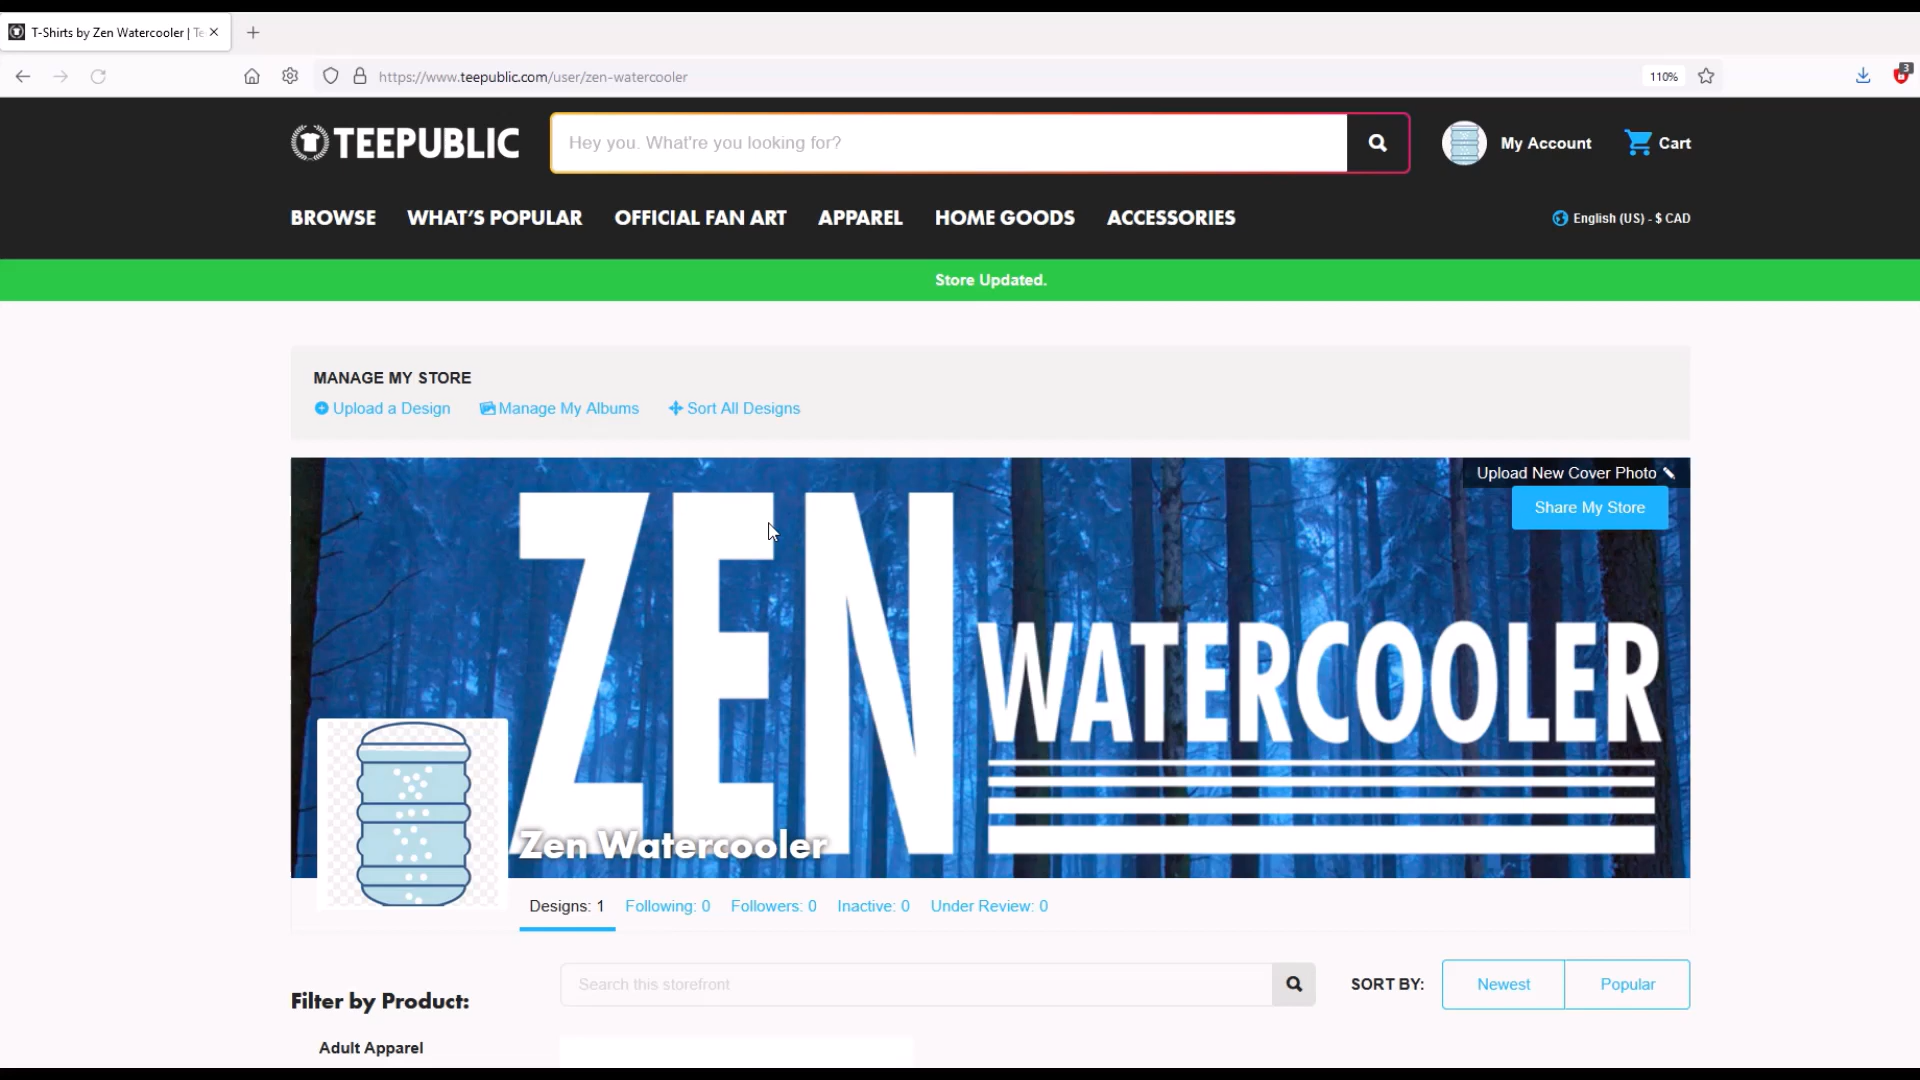 T-Shirts by Zen Watercooler | Te
https://www.teepublic.com/user/zen-watercooler
110%
3
TEEPUBLIC
Hey you. What're you looking for?
My Account
Cart
BROWSE
WHAT'S POPULAR
OFFICIAL FAN ART
APPAREL
HOME GOODS
ACCESSORIES
English (US) - $ CAD
Store Updated.
MANAGE MY STORE
Upload a Design
Manage My Albums
Sort All Designs
Upload New Cover Photo
Share My Store
ZEN WATERCOOLER
Zen Watercooler
Designs: 1
Following: 0
Followers: 0
Inactive: 0
Under Review: 0
Search this storefront
SORT BY:
Newest
Popular
Filter by Product:
Adult Apparel